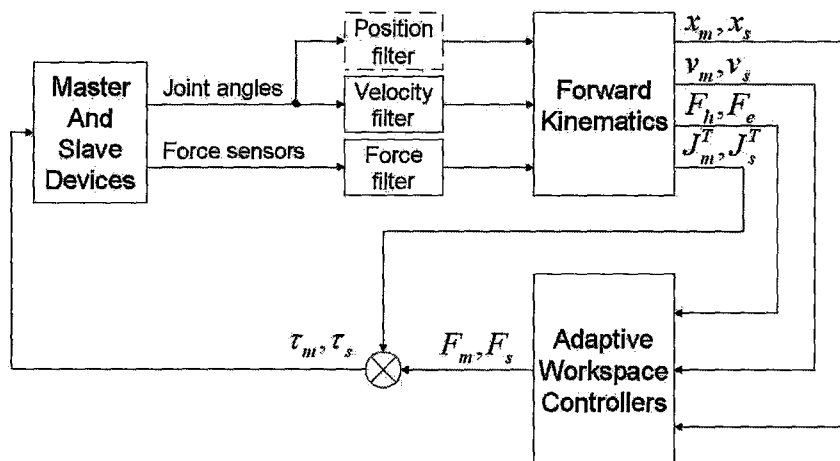 Master
And
Slave
Devices
Joint angles
Force sensors
Position
filter
Velocity
filter
Force
filter
Forward
Kinematics
x_m, x_s
v_m, v_s
F_h, F_e
J_m^T, J_s^T
τ_m, τ_s
F_m, F_s
Adaptive
Workspace
Controllers